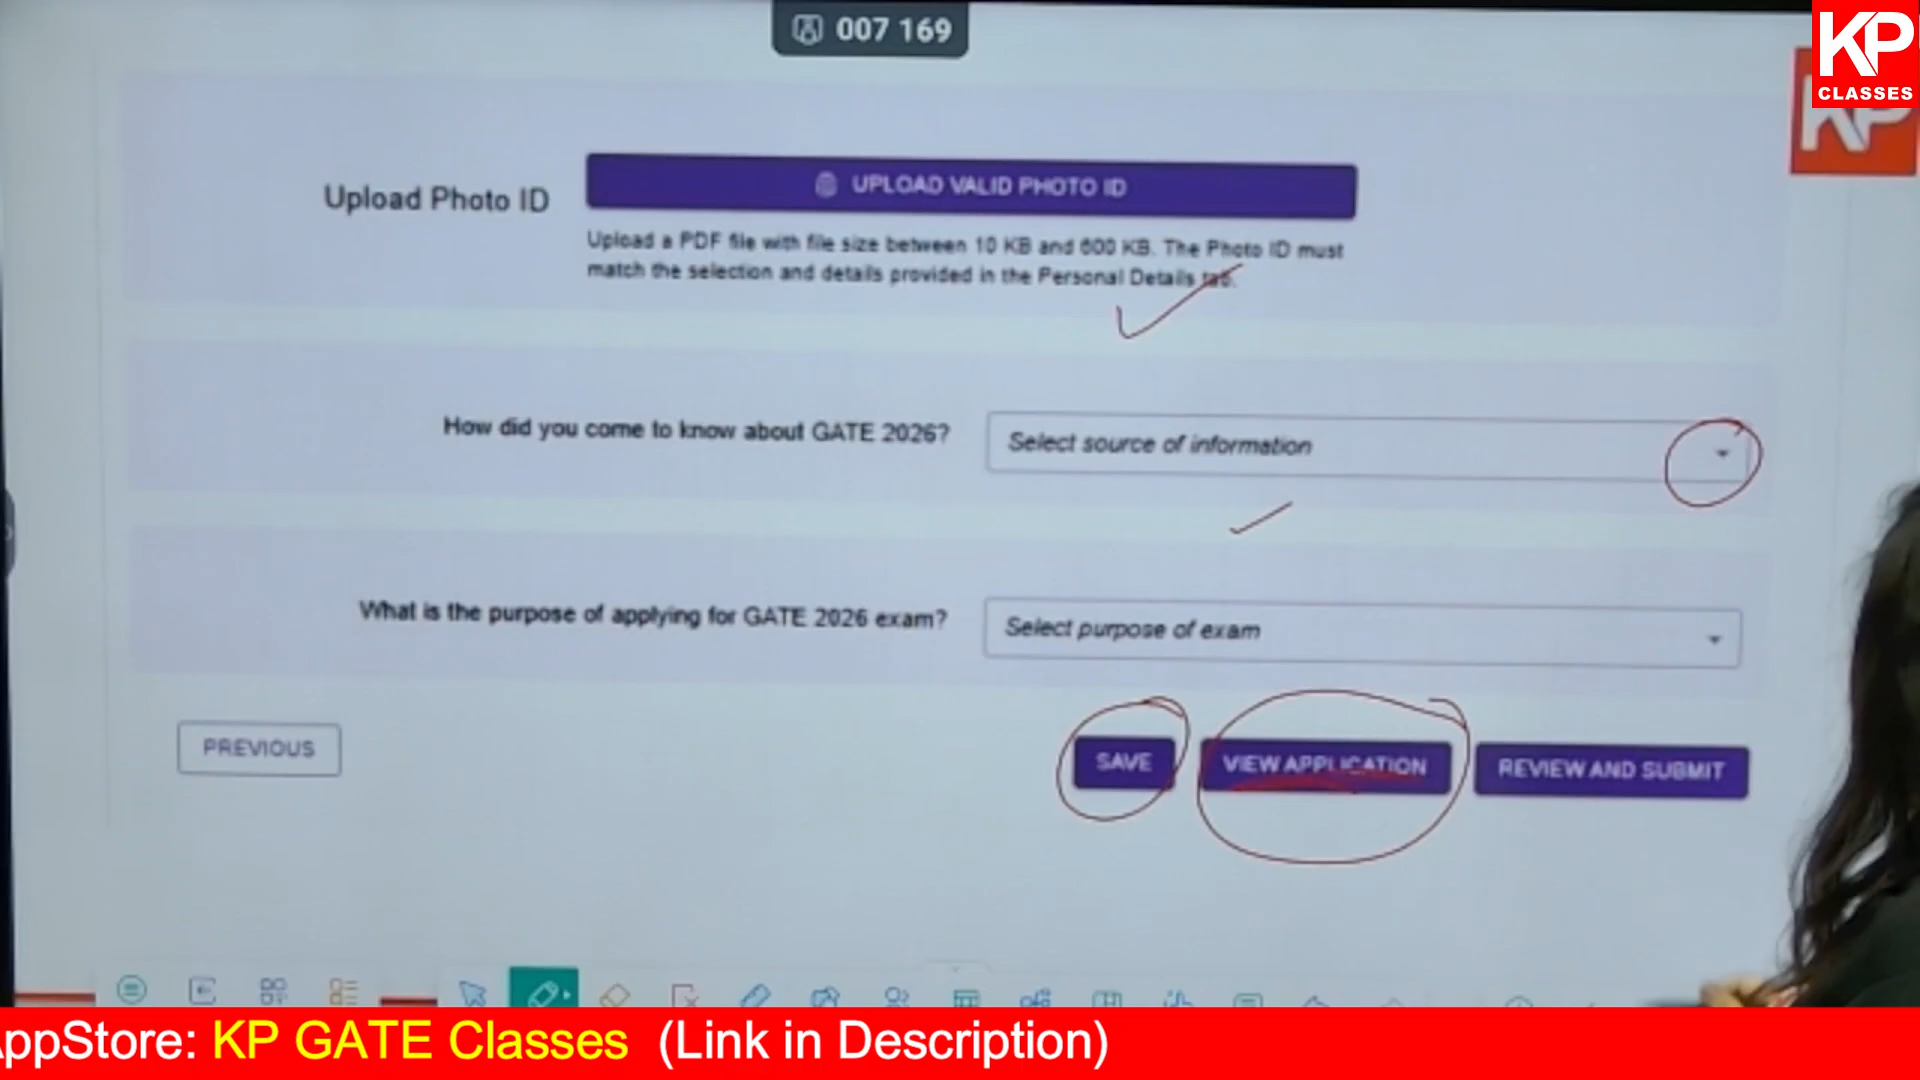 007 169
KP
CLASSES
KP
Upload Photo ID
UPLOAD VALID PHOTO ID
Upload a PDF file with file size between 10 KB and 600 KB. The Photo ID must
match the selection and details provided in the Personal Details tab.
How did you come to know about GATE 2026?
Select source of information
What is the purpose of applying for GATE 2026 exam?
Select purpose of exam
PREVIOUS
SAVE
VIEW APPLICATION
REVIEW AND SUBMIT
AppStore: KP GATE Classes (Link in Description)